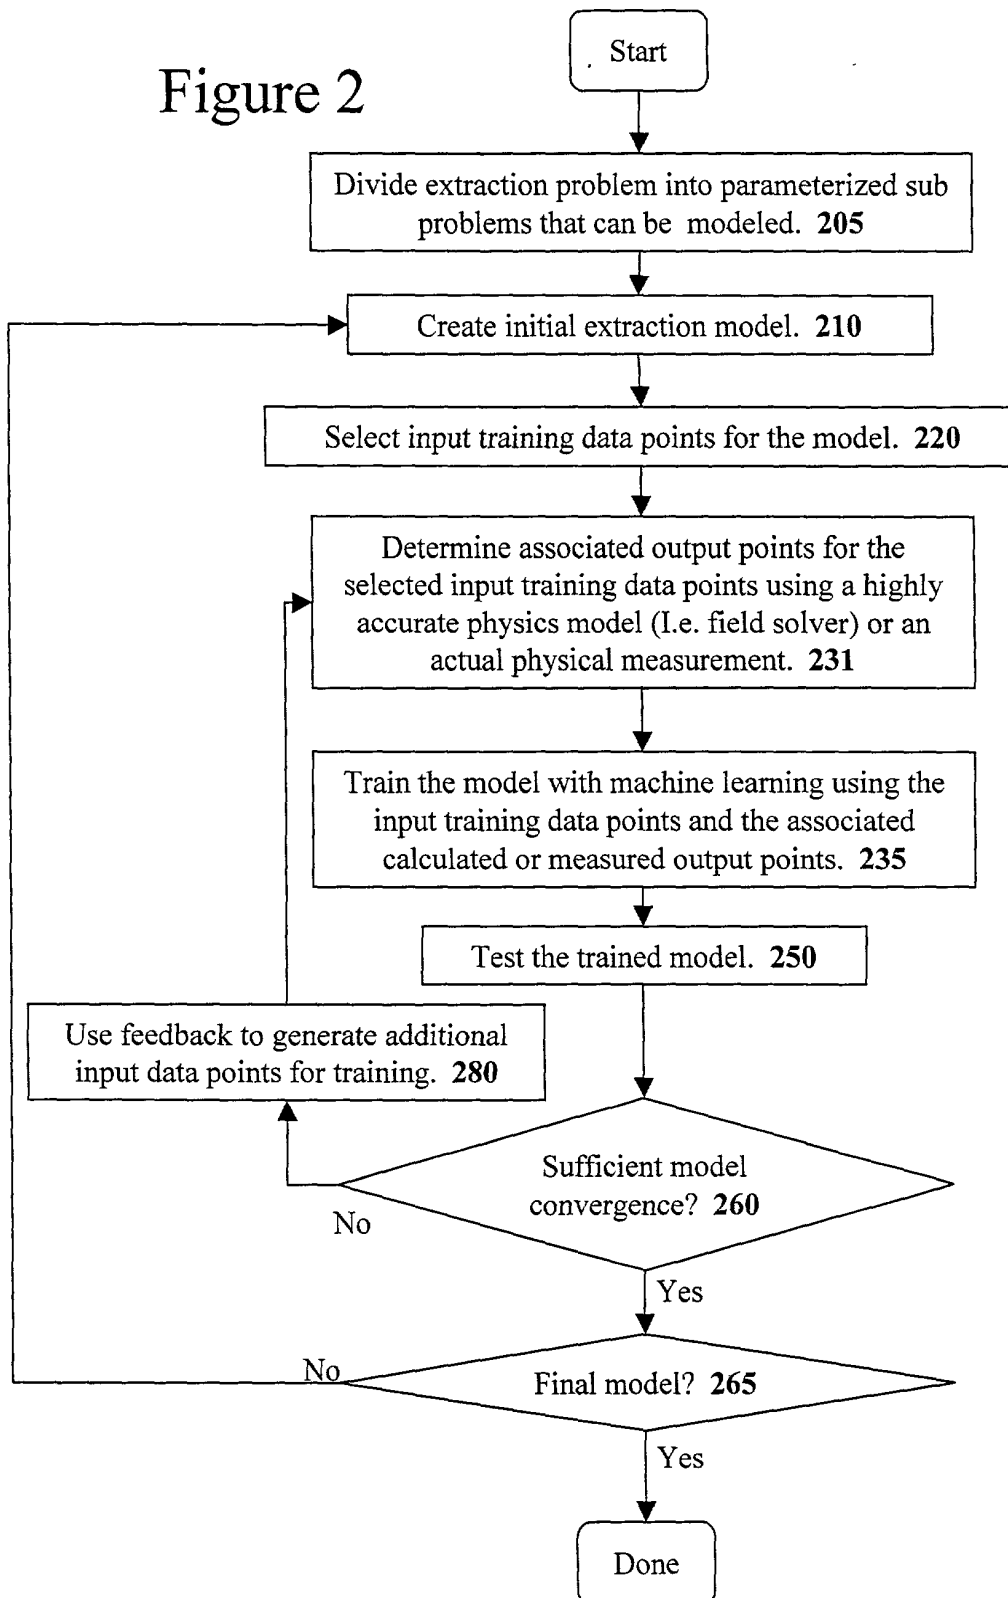 Figure 2
Start
Divide extraction problem into parameterized sub
problems that can be modeled. 205
Create initial extraction model. 210
Select input training data points for the model. 220
Determine associated output points for the
selected input training data points using a highly
accurate physics model (I.e. field solver) or an
actual physical measurement. 231
Train the model with machine learning using the
input training data points and the associated
calculated or measured output points. 235
Test the trained model. 250
Use feedback to generate additional
input data points for training. 280
Sufficient model
convergence? 260
No
Yes
Final model? 265
No
Yes
Done